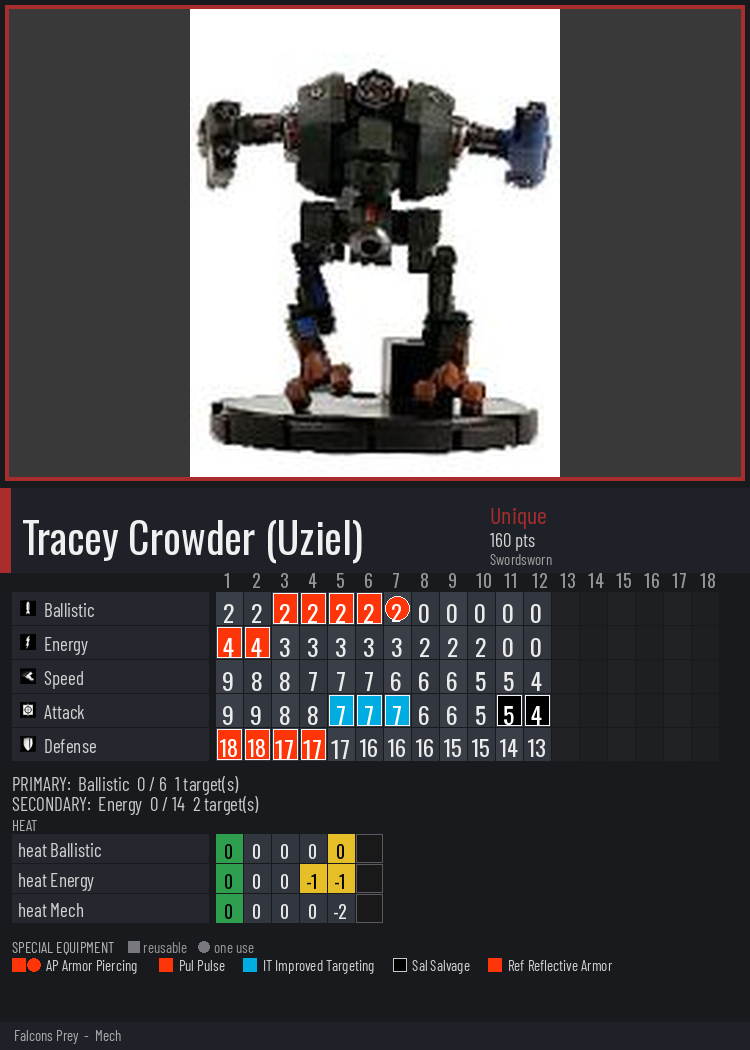 Tracey Crowder (Uziel)
Unique
160 pts
Swordsworn
1 2 3 4 5 6 7 8 9 10 11 12 13 14 15 16 17 18
Ballistic 2 2 2 2 2 2 2 0 0 0 0 0
Energy 4 4 3 3 3 3 3 2 2 2 0 0
Speed 9 8 8 7 7 7 6 6 6 5 5 4
Attack 9 9 8 8 7 7 7 6 6 5 5 4
Defense 18 18 17 17 17 16 16 16 15 15 14 13
PRIMARY: Ballistic 0 / 6 1 target(s)
SECONDARY: Energy 0 / 14 2 target(s)
HEAT
heat Ballistic 0 0 0 0 0
heat Energy 0 0 0 -1 -1
heat Mech 0 0 0 0 -2
SPECIAL EQUIPMENT reusable one use
AP Armor Piercing Pul Pulse IT Improved Targeting Sal Salvage Ref Reflective Armor
Falcons Prey - Mech